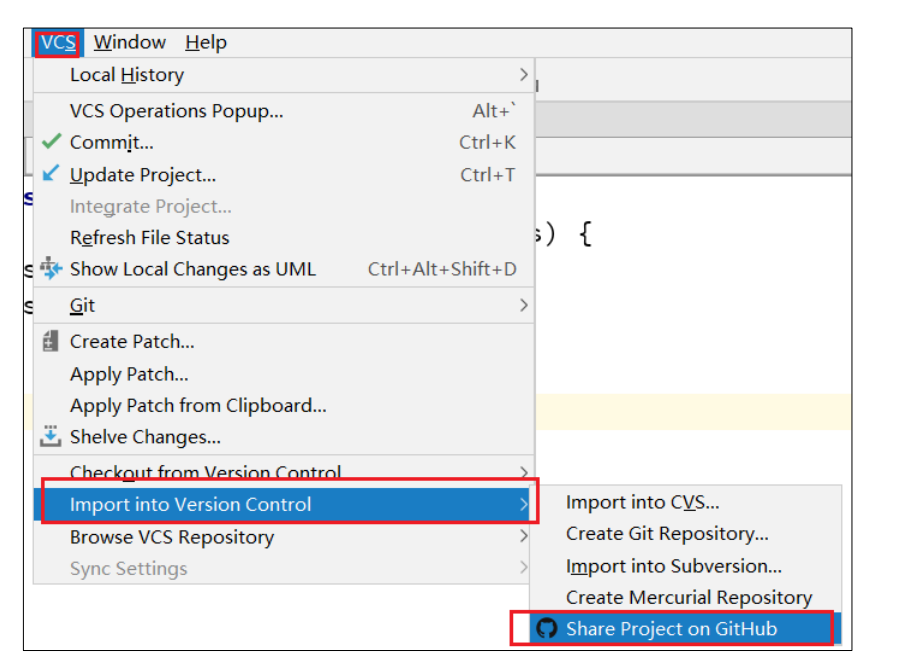 VCS Window Help
Local History >
VCS Operations Popup... Alt+`
Commit... Ctrl+K
Update Project... Ctrl+T
Integrate Project...
Refresh File Status
) {
Show Local Changes as UML Ctrl+Alt+Shift+D
Git >
Create Patch...
Apply Patch...
Apply Patch from Clipboard...
Shelve Changes...
Checkout from Version Control >
Import into Version Control >
Import into CVS...
Browse VCS Repository >
Create Git Repository...
Sync Settings >
Import into Subversion...
Create Mercurial Repository
Share Project on GitHub